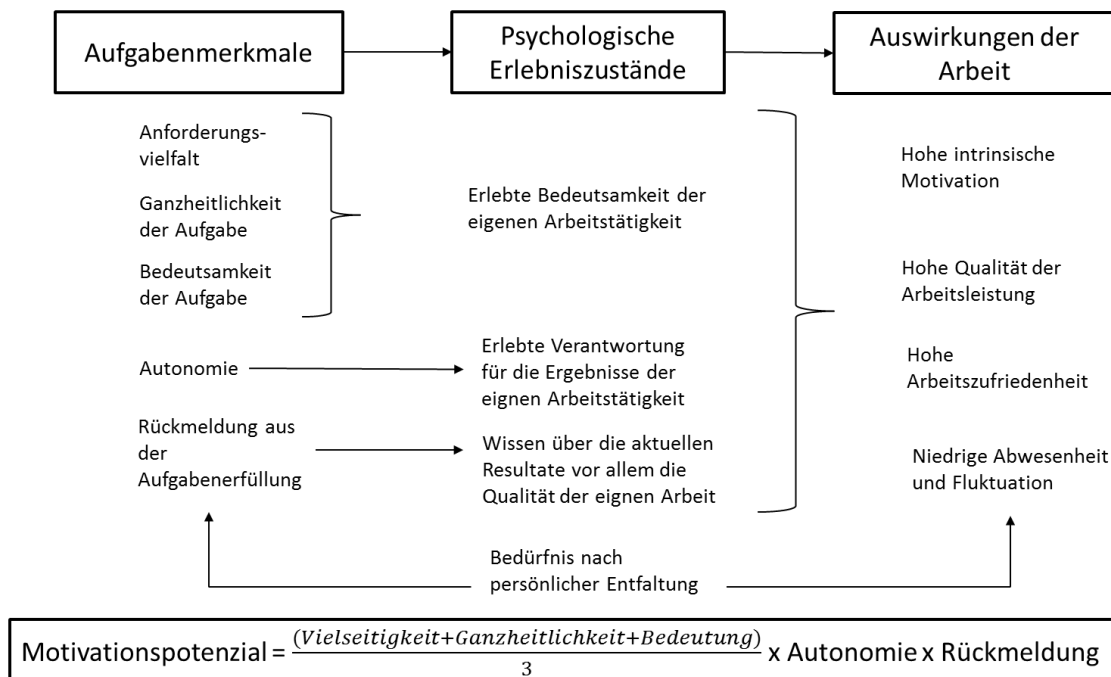 Aufgabenmerkmale
Psychologische
Erlebniszustände
Auswirkungen der
Arbeit
Anforderungs-
vielfalt
Ganzheitlichkeit
der Aufgabe
Bedeutsamkeit
der Aufgabe
Autonomie
Rückmeldung aus
der
Aufgabenerfüllung
Erlebte Bedeutsamkeit der
eigenen Arbeitstätigkeit
Erlebte Verantwortung
für die Ergebnisse der
eignen Arbeitstätigkeit
Wissen über die aktuellen
Resultate vor allem die
Qualität der eignen Arbeit
Hohe intrinsische
Motivation
Hohe Qualität der
Arbeitsleistung
Hohe
Arbeitszufriedenheit
Niedrige Abwesenheit
und Fluktuation
Bedürfnis nach
persönlicher Entfaltung
Motivationspotenzial = (Vielseitigkeit+Ganzheitlichkeit+Bedeutung) / 3 x Autonomie x Rückmeldung